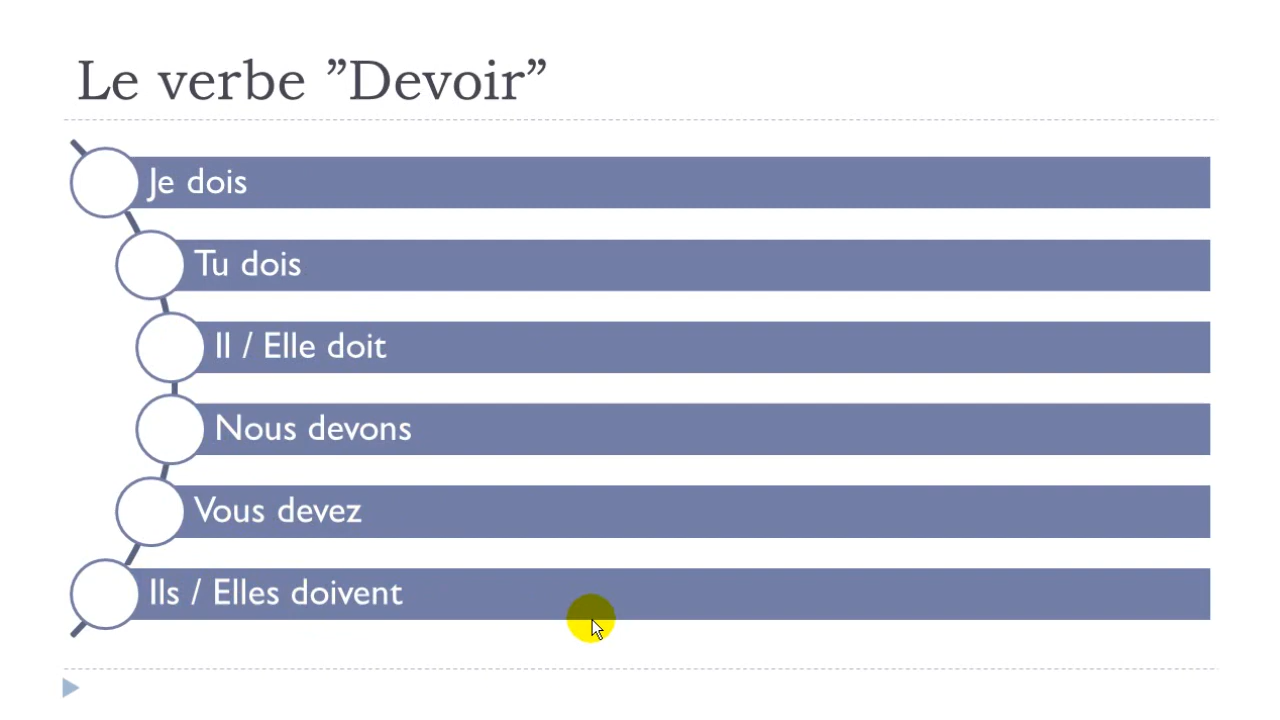 Le verbe ”Devoir”
Je dois
Tu dois
Il / Elle doit
Nous devons
Vous devez
Ils / Elles doivent